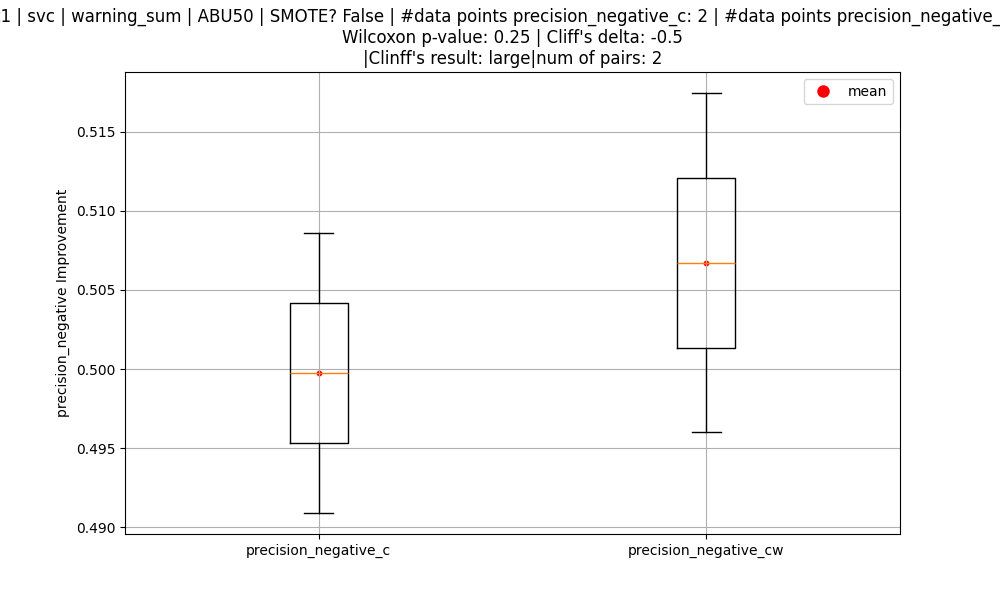 1 | svc | warning_sum | ABU50 | SMOTE? False | #data points precision_negative_c: 2 | #data points precision_negative_
Wilcoxon p-value: 0.25 | Cliff's delta: -0.5
|Clinff's result: large|num of pairs: 2
mean
0.515
0.510
0.505
0.500
0.495
0.490
precision_negative Improvement
precision_negative_c
precision_negative_cw